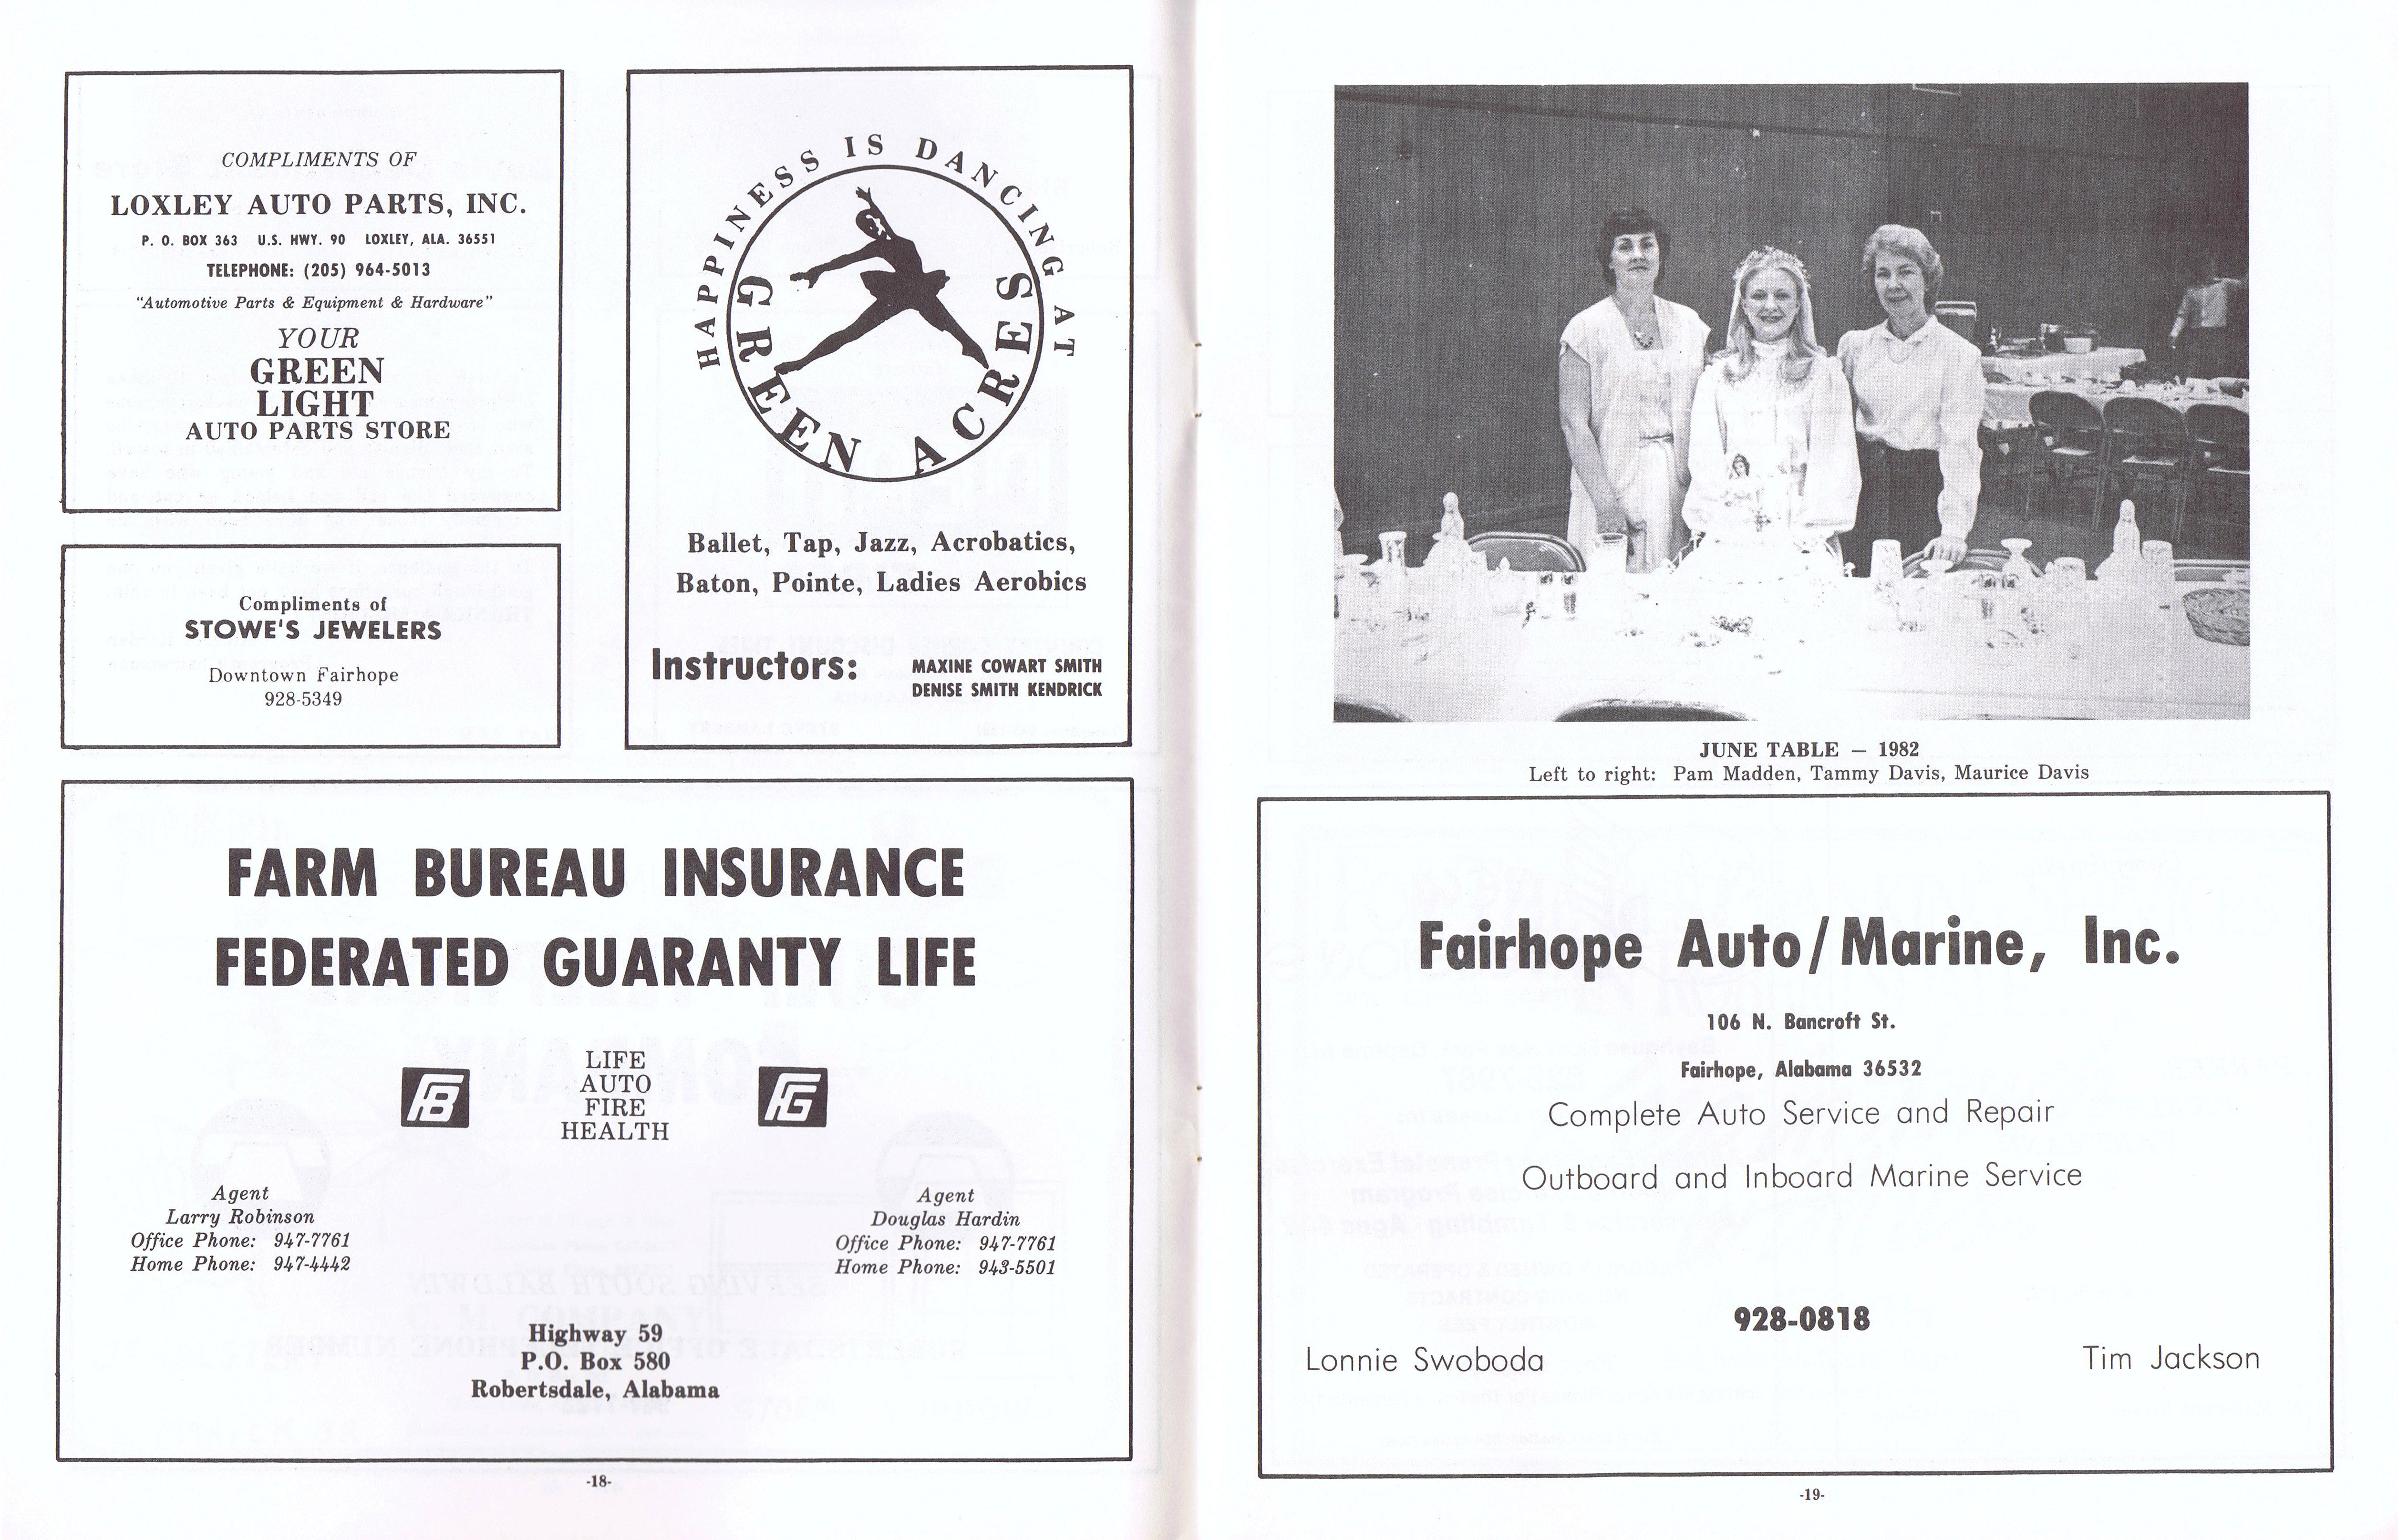 COMPLIMENTS OF
LOXLEY AUTO PARTS, INC.
P. O. BOX 363 U.S. HWY. 90 LOXLEY, ALA. 36551
TELEPHONE: (205) 964-5013
"Automotive Parts & Equipment & Hardware"
YOUR
GREEN
LIGHT
AUTO PARTS STORE
Compliments of
STOWE'S JEWELERS
Downtown Fairhope
928-5349
HAPPINESS IS DANCING AT
GREEN ACRES
Ballet, Tap, Jazz, Acrobatics,
Baton, Pointe, Ladies Aerobics
Instructors: MAXINE COWART SMITH
DENISE SMITH KENDRICK
FARM BUREAU INSURANCE
FEDERATED GUARANTY LIFE
FB
LIFE
AUTO
FIRE
HEALTH
FG
Agent
Larry Robinson
Office Phone: 947-7761
Home Phone: 947-4442
Agent
Douglas Hardin
Office Phone: 947-7761
Home Phone: 943-5501
Highway 59
P.O. Box 580
Robertsdale, Alabama
-18-
JUNE TABLE — 1982
Left to right: Pam Madden, Tammy Davis, Maurice Davis
Fairhope Auto/Marine, Inc.
106 N. Bancroft St.
Fairhope, Alabama 36532
Complete Auto Service and Repair
Outboard and Inboard Marine Service
928-0818
Lonnie Swoboda Tim Jackson
-19-